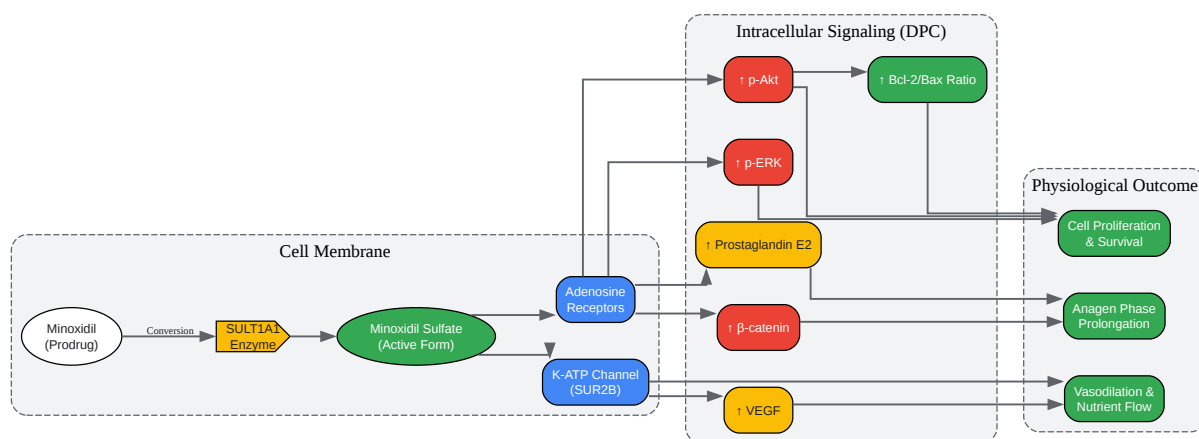 Intracellular Signaling (DPC)
↑ p-Akt
↑ Bcl-2/Bax Ratio
↑ p-ERK
Physiological Outcome
Cell Proliferation
& Survival
↑ Prostaglandin E2
Cell Membrane
Adenosine
Receptors
Anagen Phase
Prolongation
Minoxidil
(Prodrug)
Conversion
SULT1A1
Enzyme
Minoxidil Sulfate
(Active Form)
↑ β-catenin
K-ATP Channel
(SUR2B)
Vasodilation &
Nutrient Flow
↑ VEGF